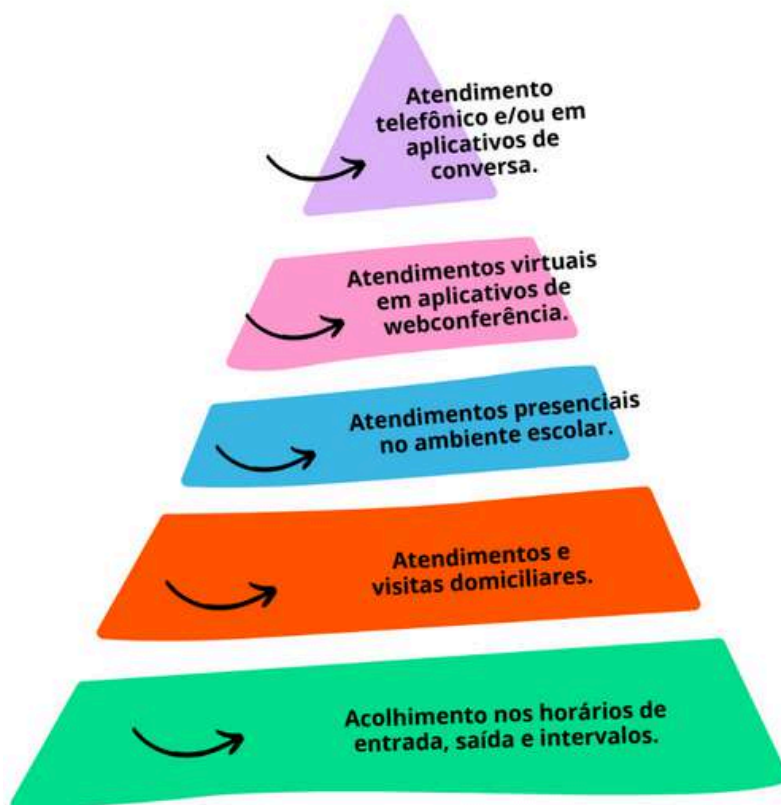 Atendimento
telefônico e/ou em
aplicativos de
conversa.
Atendimentos virtuais
em aplicativos de
webconferência.
Atendimentos presenciais
no ambiente escolar.
Atendimentos e
visitas domiciliares.
Acolhimento nos horários de
entrada, saída e intervalos.